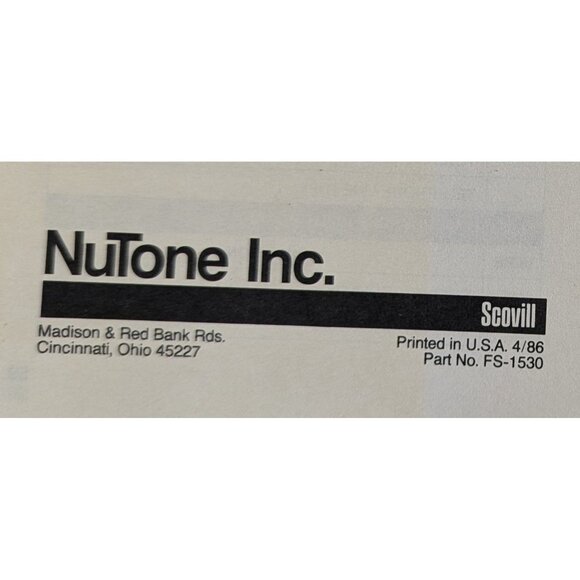 NuTone Inc.
Scovill
Madison & Red Bank Rds.
Cincinnati, Ohio 45227
Printed in U.S.A. 4/86
Part No. FS-1530